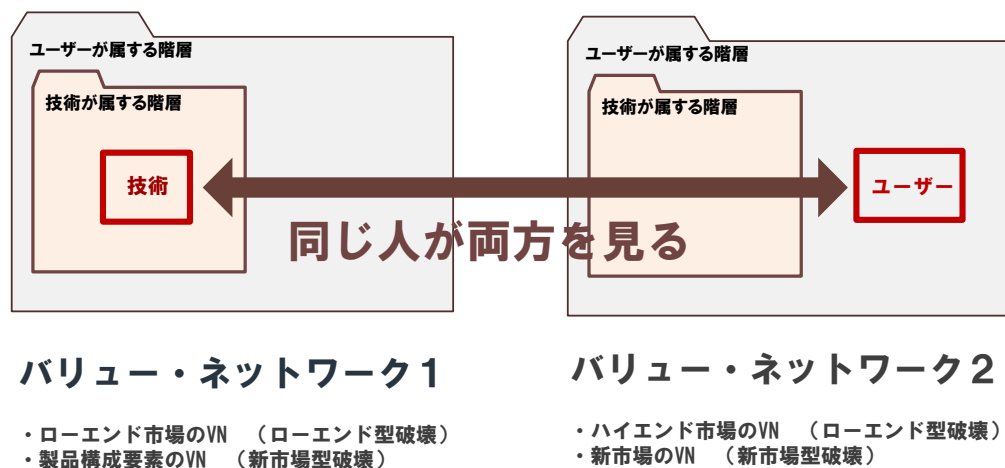 ユーザーが属する階層
技術が属する階層
技術
ユーザーが属する階層
技術が属する階層
ユーザー
同じ人が両方を見る
バリュー・ネットワーク1
・ローエンド市場のVN （ローエンド型破壊）
・製品構成要素のVN （新市場型破壊）
バリュー・ネットワーク2
・ハイエンド市場のVN （ローエンド型破壊）
・新市場のVN （新市場型破壊）